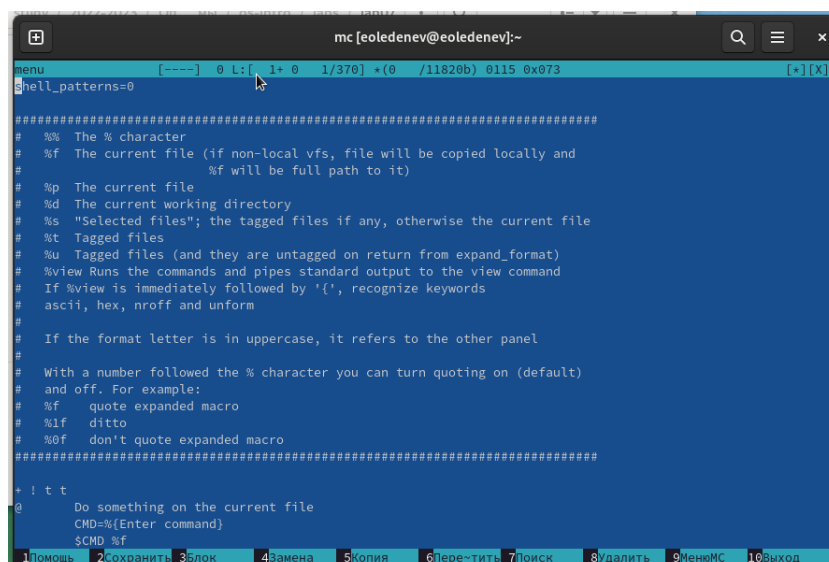 mc [eoledenev@eoledenev]:~
menu [----] 0 L:[ 1+ 0 1/370] *(0 /11820b) 0115 0x073 [*][X]
shell_patterns=0
###############################################################################
# %% The % character
# %f The current file (if non-local vfs, file will be copied locally and
# %f will be full path to it)
# %p The current file
# %d The current working directory
# %s "Selected files"; the tagged files if any, otherwise the current file
# %t Tagged files
# %u Tagged files (and they are untagged on return from expand_format)
# %view Runs the commands and pipes standard output to the view command
# If %view is immediately followed by '{', recognize keywords
# ascii, hex, nroff and unform
#
# If the format letter is in uppercase, it refers to the other panel
#
# With a number followed the % character you can turn quoting on (default)
# and off. For example:
# %f quote expanded macro
# %1f ditto
# %0f don't quote expanded macro
###############################################################################
+ ! t t
@ Do something on the current file
CMD=%{Enter command}
$CMD %f
1Помощь 2Сохранить 3Блок 4Замена 5Копия 6Пере~тить 7Поиск 8Удалить 9МенюMC 10Выход